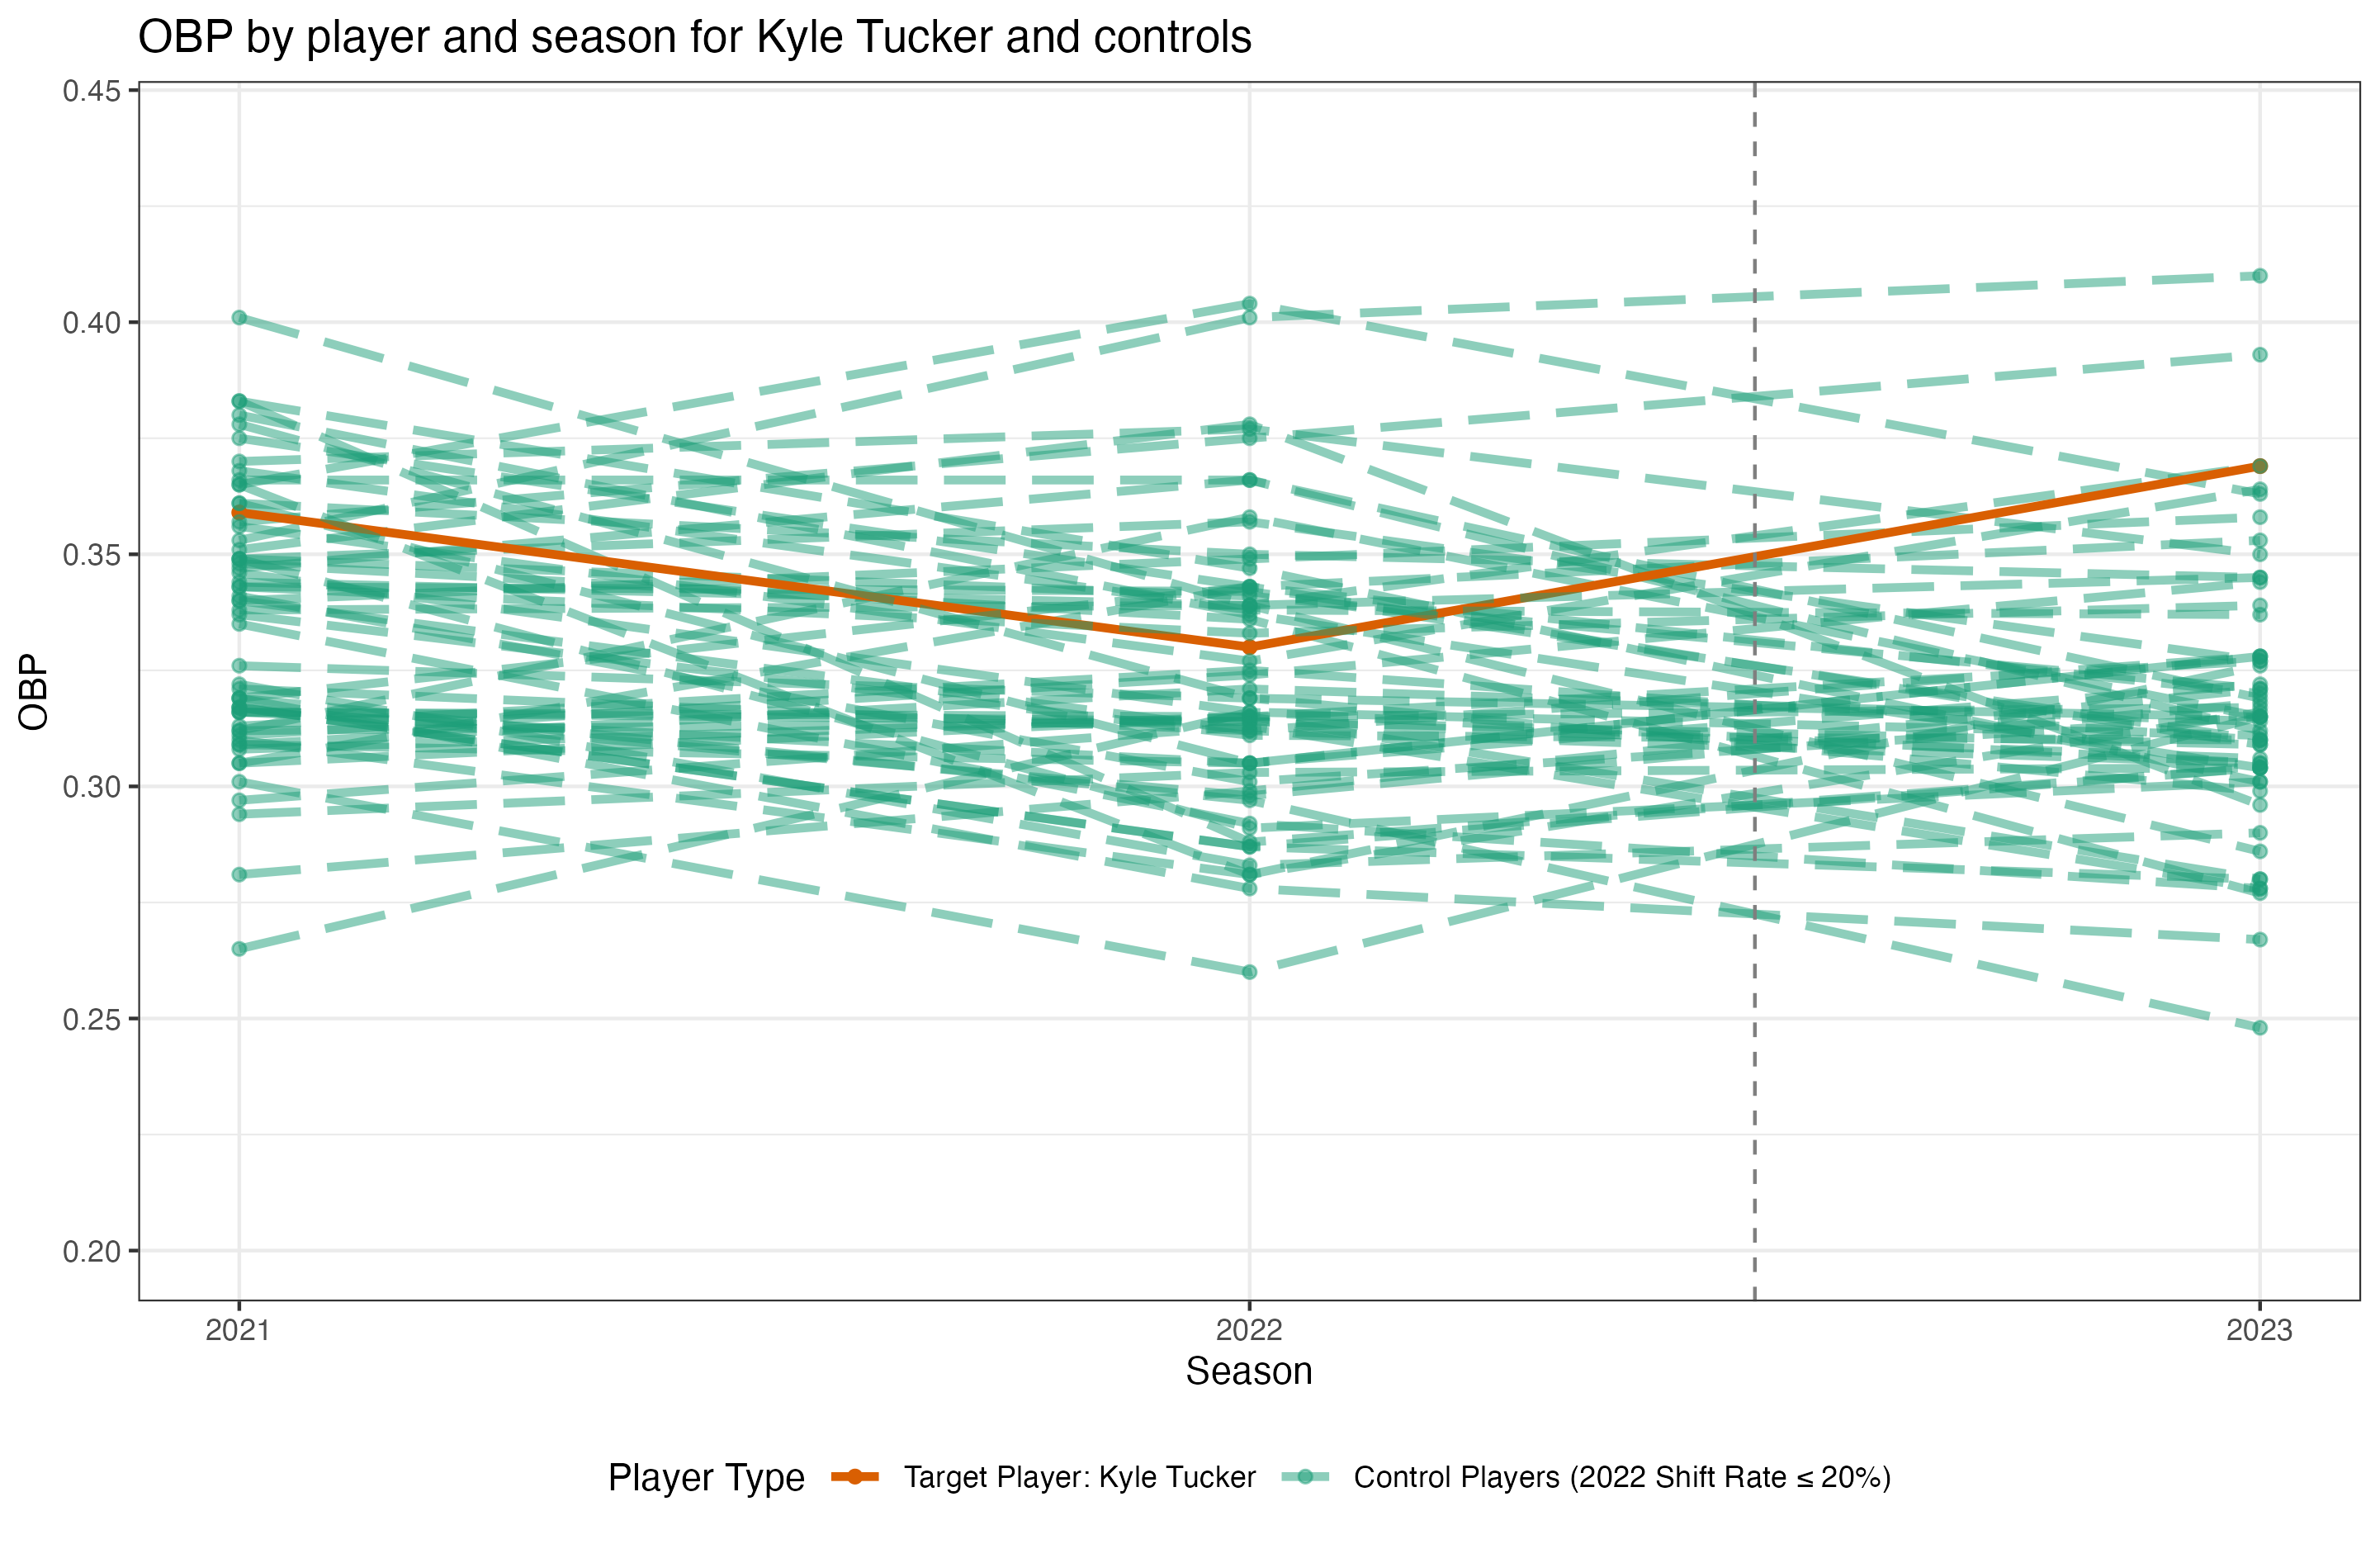 OBP by player and season for Kyle Tucker and controls
0.45
0.40
0.35
0.30
0.25
0.20
OBP
2021
2022
2023
Season
Player Type
Target Player: Kyle Tucker
Control Players (2022 Shift Rate ≤ 20%)